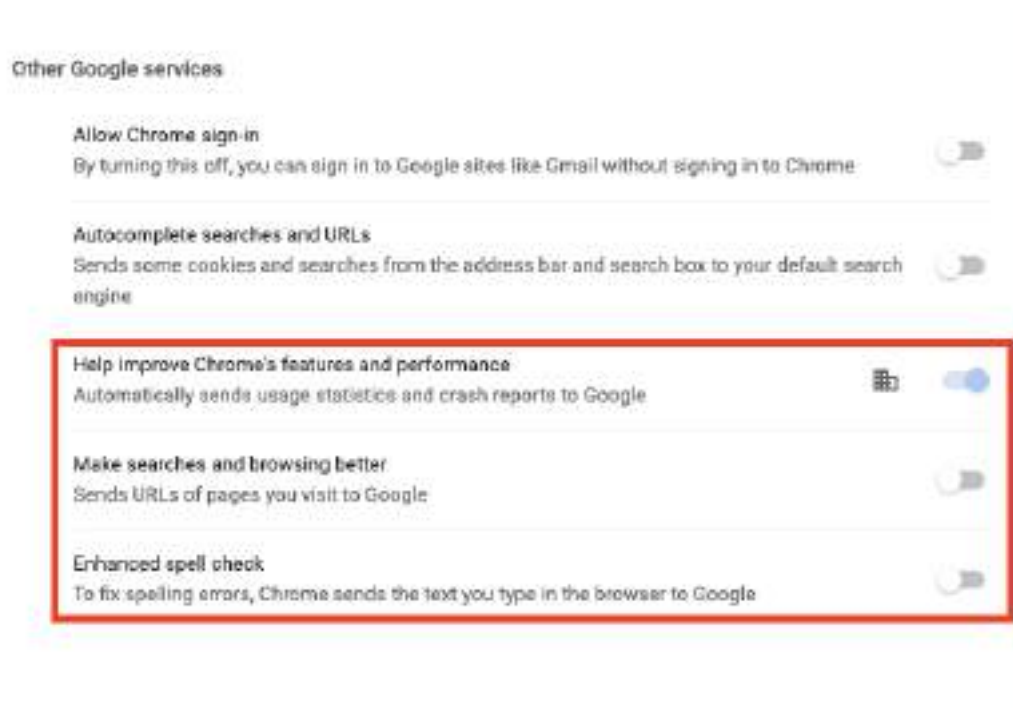 Other Google services
Allow Chrome sign-in
By turning this off, you can sign in to Google sites like Gmail without signing in to Chrome
Autocomplete searches and URLs
Sends some cookies and searches from the address bar and search box to your default search
engine
Help improve Chrome's features and performance
Automatically sends usage statistics and crash reports to Google
Make searches and browsing better
Sends URLs of pages you visit to Google
Enhanced spell check
To fix spelling errors, Chrome sends the text you type in the browser to Google